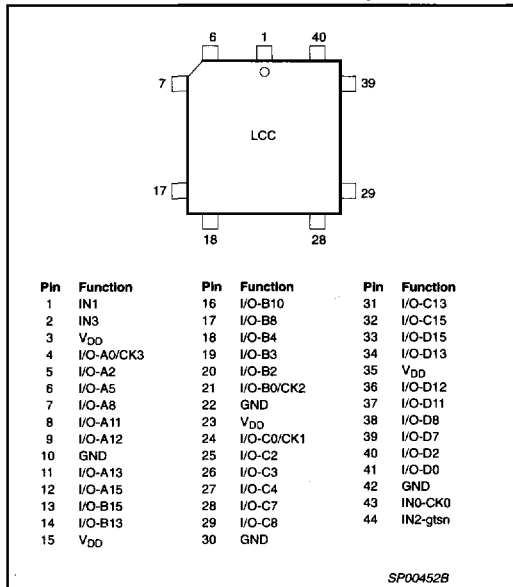 6 1 40
7 39
LCC
17 29
18 28
Pin Function Pin Function Pin Function
1 IN1 16 I/O-B10 31 I/O-C13
2 IN3 17 I/O-B8 32 I/O-C15
3 VDD 18 I/O-B4 33 I/O-D15
4 I/O-A0/CK3 19 I/O-B3 34 I/O-D13
5 I/O-A2 20 I/O-B2 35 VDD
6 I/O-A5 21 I/O-B0/CK2 36 I/O-D12
7 I/O-A8 22 GND 37 I/O-D11
8 I/O-A11 23 VDD 38 I/O-D8
9 I/O-A12 24 I/O-C0/CK1 39 I/O-D7
10 GND 25 I/O-C2 40 I/O-D2
11 I/O-A13 26 I/O-C3 41 I/O-D0
12 I/O-A15 27 I/O-C4 42 GND
13 I/O-B15 28 I/O-C7 43 IN0-CK0
14 I/O-B13 29 I/O-C8 44 IN2-gtsn
15 VDD 30 GND
SP00452B